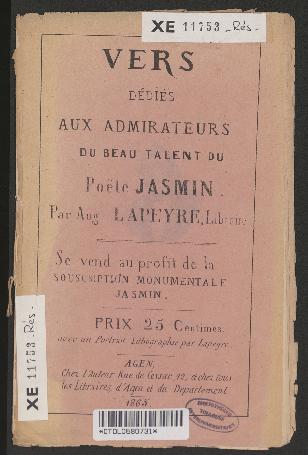 XE 11753 - Rés -
VERS
DÉDIÉS
AUX ADMIRATEURS
DU BEAU TALENT DU
Poëte JASMIN.
Par Aug LAPEYRE, Libraire
Se vend au profit de la
SOUSCRIPTION MONUMENTALE
JASMIN.
PRIX 25 Centimes.
avec un Portrait Lithographié par Lapeyre.
AGEN,
Chez l'Auteur Rue de Cessac, 12, & chez tous
les Libraires d'Agen et du Département
1865
XE 11753 - Rés -
BIBLIOTHÈQUE
TOULOUSE